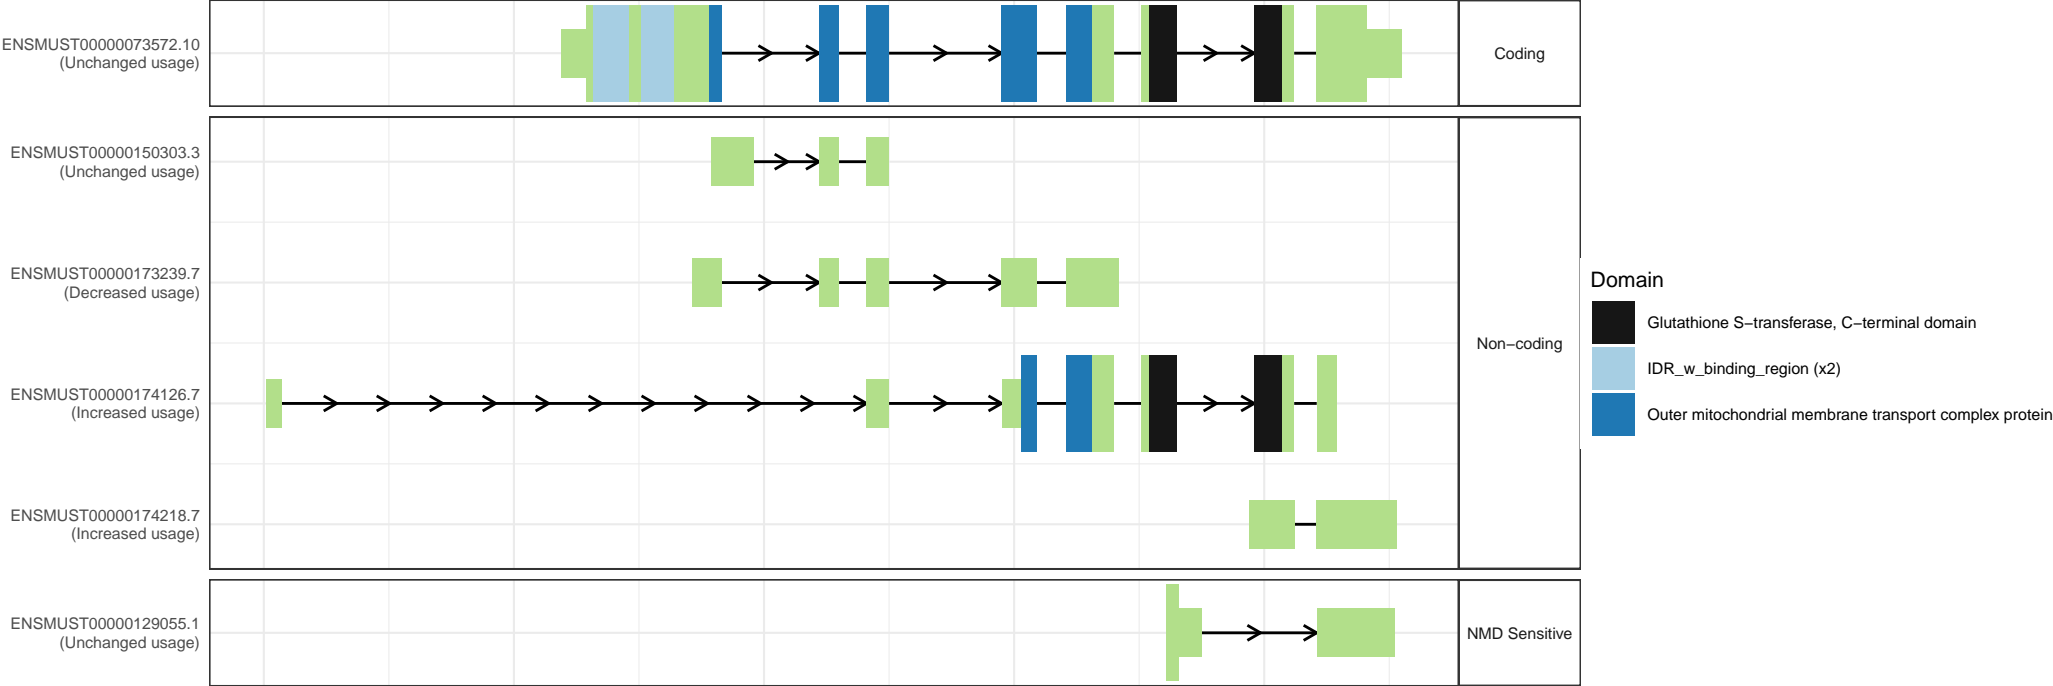 ENSMUST00000073572.10
(Unchanged usage)
Coding
ENSMUST00000150303.3
(Unchanged usage)
ENSMUST00000173239.7
(Decreased usage)
ENSMUST00000174126.7
(Increased usage)
ENSMUST00000174218.7
(Increased usage)
Non−coding
ENSMUST00000129055.1
(Unchanged usage)
NMD Sensitive
Domain
Glutathione S−transferase, C−terminal domain
IDR_w_binding_region (x2)
Outer mitochondrial membrane transport complex protein